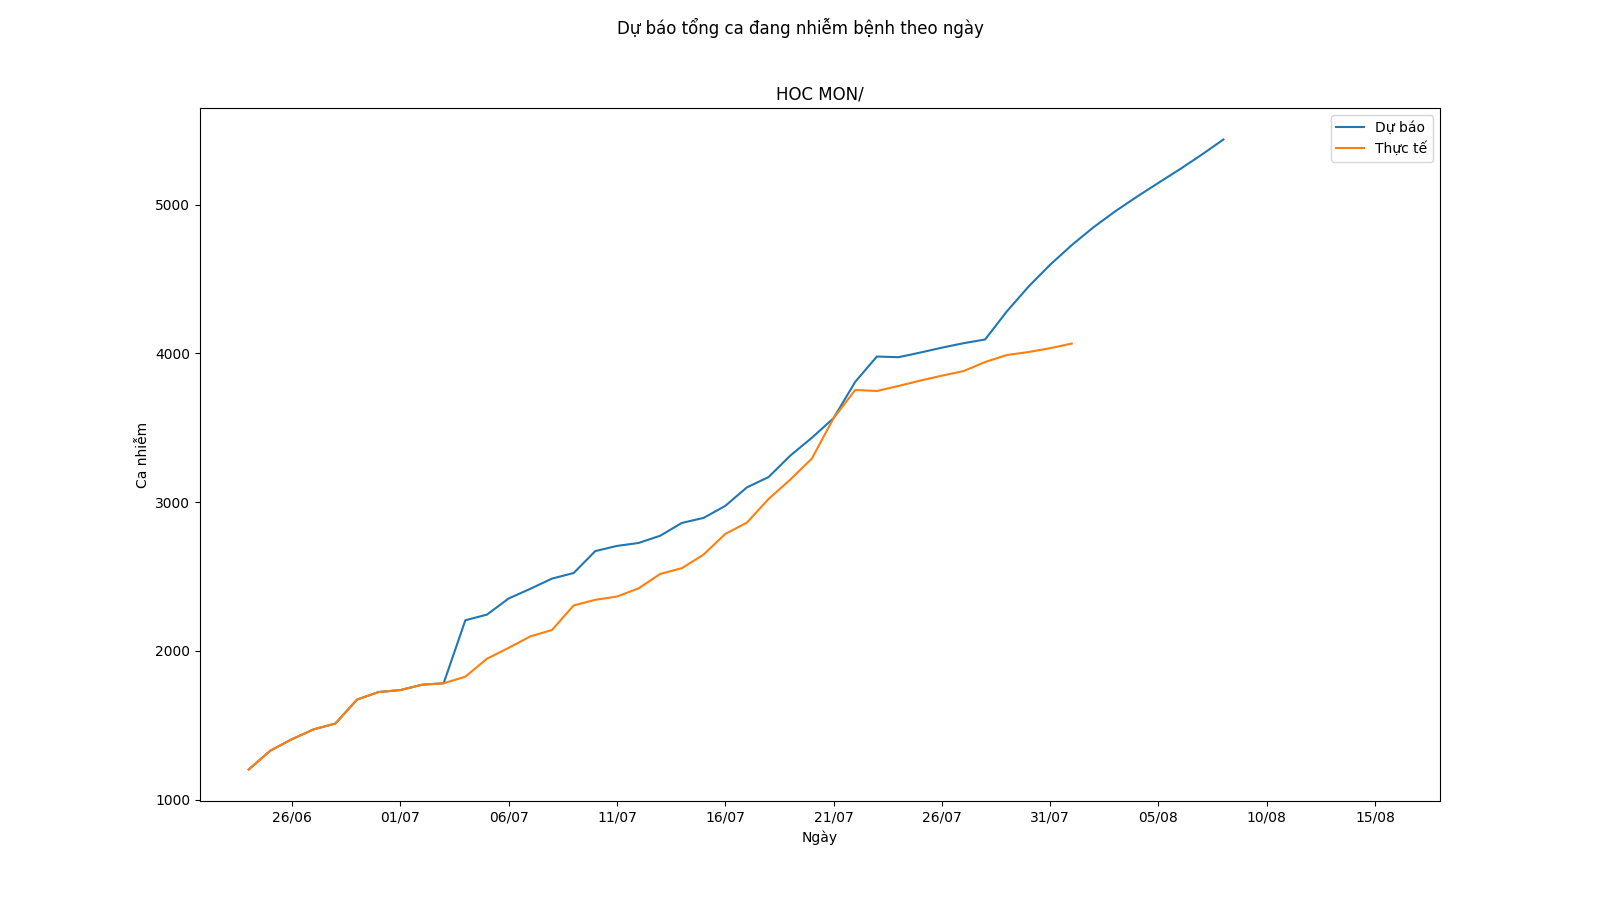 Dự báo tổng ca đang nhiễm bệnh theo ngày
HOC MON/
Dự báo
Thực tế
5000
4000
3000
2000
1000
Ca nhiễm
26/06 01/07 06/07 11/07 16/07 21/07 26/07 31/07 05/08 10/08 15/08
Ngày